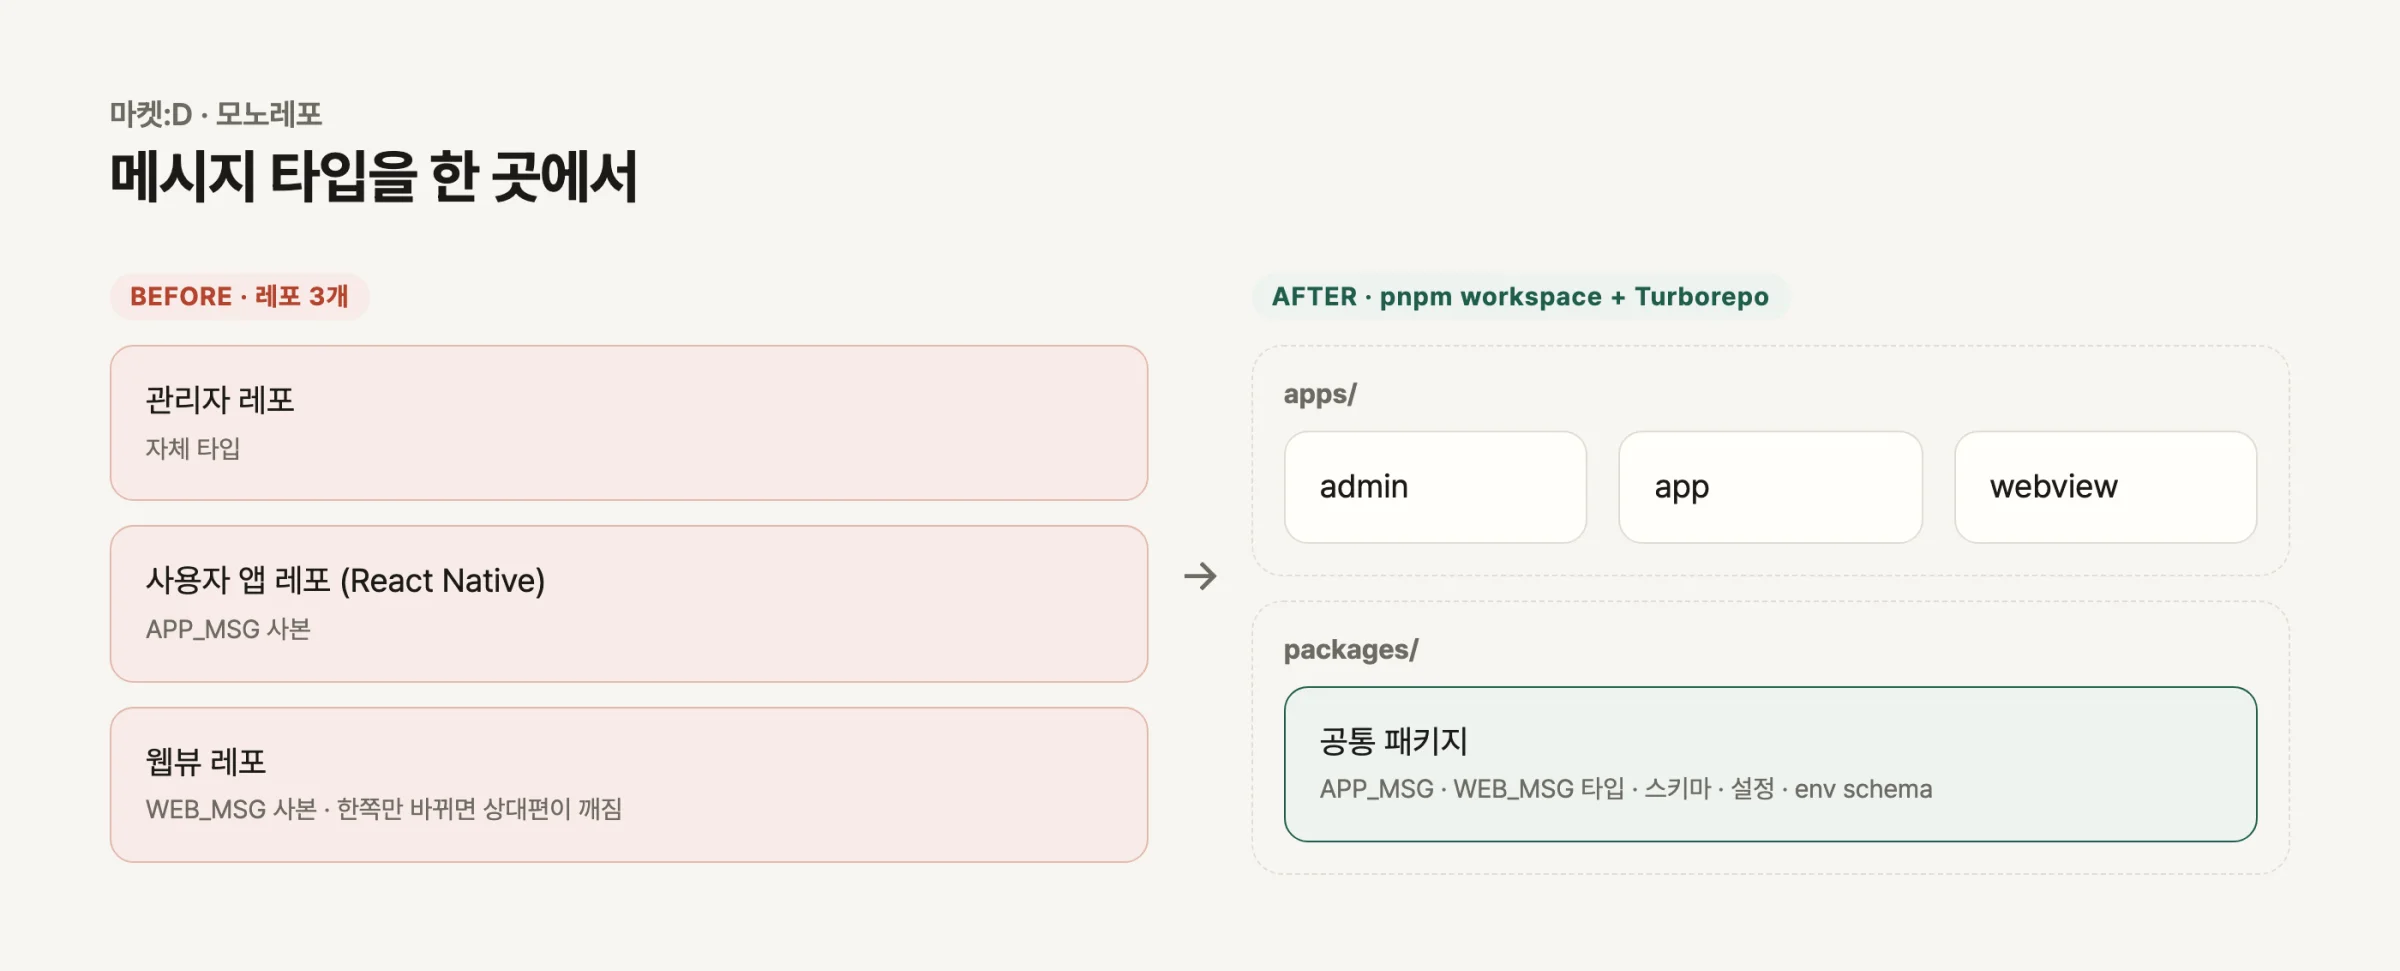 마켓:D · 모노레포
메시지 타입을 한 곳에서
BEFORE · 레포 3개
관리자 레포
자체 타입
사용자 앱 레포 (React Native)
APP_MSG 사본
웹뷰 레포
WEB_MSG 사본 · 한쪽만 바뀌면 상대편이 깨짐
→
AFTER · pnpm workspace + Turborepo
apps/
admin
app
webview
packages/
공통 패키지
APP_MSG · WEB_MSG 타입 · 스키마 · 설정 · env schema